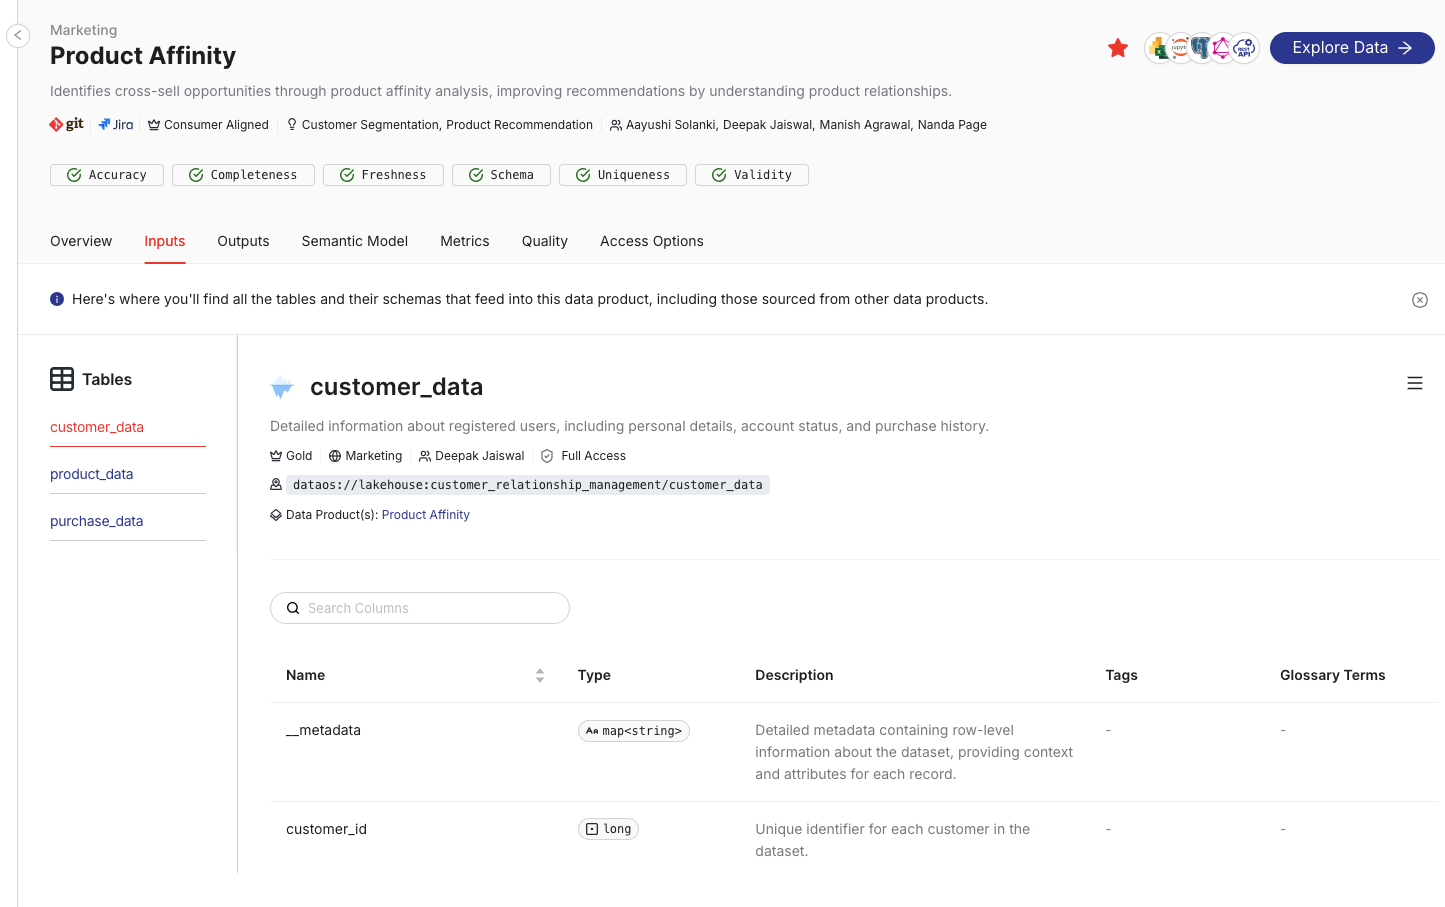 Marketing
Product Affinity
Explore Data
Identifies cross-sell opportunities through product affinity analysis, improving recommendations by understanding product relationships.
git Jira Consumer Aligned Customer Segmentation, Product Recommendation Aayushi Solanki, Deepak Jaiswal, Manish Agrawal, Nanda Page
Accuracy Completeness Freshness Schema Uniqueness Validity
Overview Inputs Outputs Semantic Model Metrics Quality Access Options
Here's where you'll find all the tables and their schemas that feed into this data product, including those sourced from other data products.
Tables
customer_data
product_data
purchase_data
customer_data
Detailed information about registered users, including personal details, account status, and purchase history.
Gold Marketing Deepak Jaiswal Full Access
dataos://lakehouse:customer_relationship_management/customer_data
Data Product(s): Product Affinity
Search Columns
Name Type Description Tags Glossary Terms
__metadata map<string> Detailed metadata containing row-level - -
information about the dataset, providing context
and attributes for each record.
customer_id long Unique identifier for each customer in the - -
dataset.